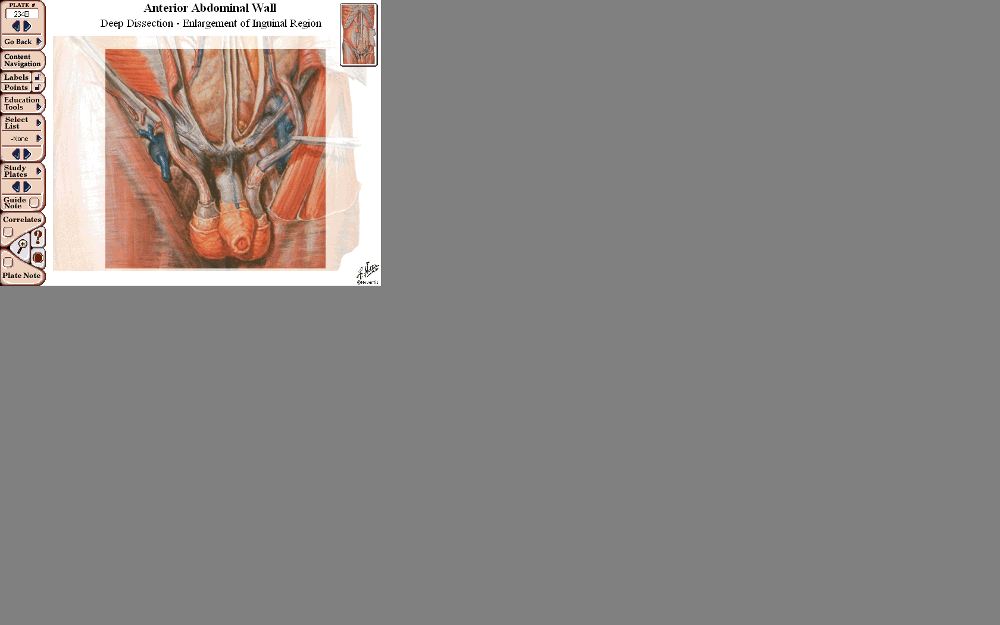 PLATE #
234B
Go Back
Content
Navigation
Labels
Points
Education
Tools
Select
List
-None
Study
Plates
Guide
Note
Correlates
?
Plate Note
Anterior Abdominal Wall
Deep Dissection - Enlargement of Inguinal Region
F. Netter
©Novartis